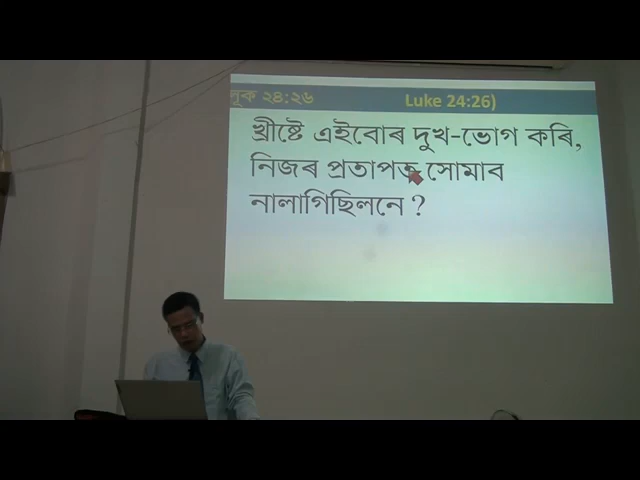 লূক ২৪:২৬ Luke 24:26)
খ্ৰীষ্টে এইবোৰ দুখ-ভোগ কৰি,
নিজৰ প্ৰতাপত সোমাব
নালাগিছিলনে ?